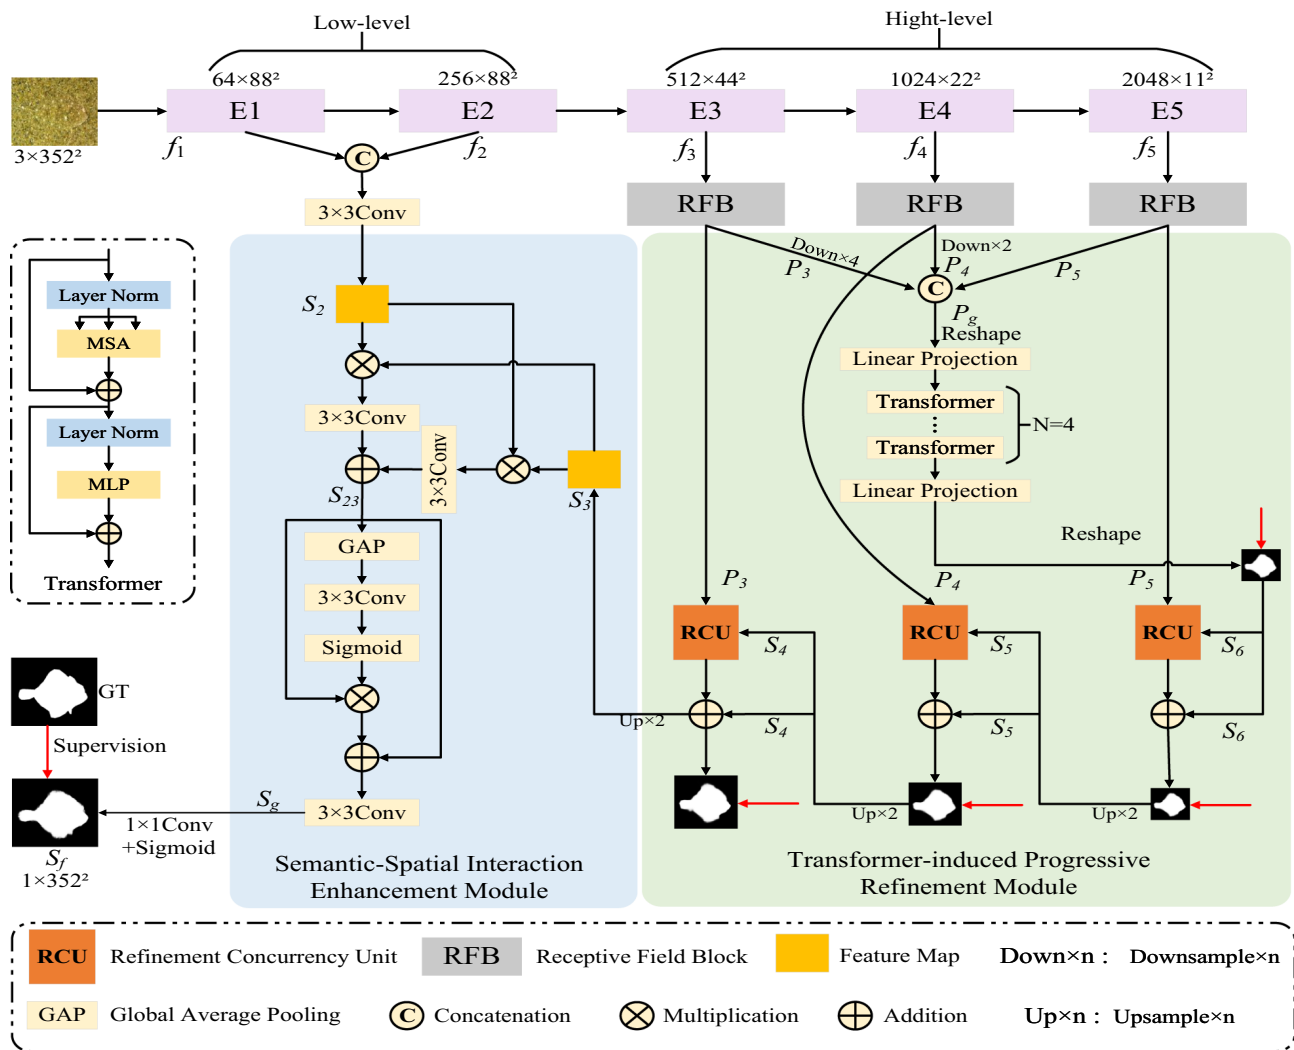 Low-level
Hight-level
64×88²
256×88²
512×44²
1024×22²
2048×11²
E1
E2
E3
E4
E5
3×352²
f1
f2
f3
f4
f5
C
3×3Conv
RFB
RFB
RFB
Down×4
Down×2
P3
P4
P5
C
Pg
Reshape
Linear Projection
Transformer
Transformer
N=4
Linear Projection
Reshape
Layer Norm
MSA
Layer Norm
MLP
Transformer
S2
3×3Conv
3×3Conv
S3
S23
GAP
3×3Conv
Sigmoid
P3
P4
P5
RCU
RCU
RCU
S4
S5
S6
S4
S5
S6
Up×2
Up×2
Up×2
GT
Supervision
Sg
3×3Conv
1×1Conv
+Sigmoid
Sf
1×352²
Semantic-Spatial Interaction
Enhancement Module
Transformer-induced Progressive
Refinement Module
RCU Refinement Concurrency Unit
RFB Receptive Field Block
Feature Map
Down×n : Downsample×n
GAP Global Average Pooling
C Concatenation
Multiplication
Addition
Up×n : Upsample×n